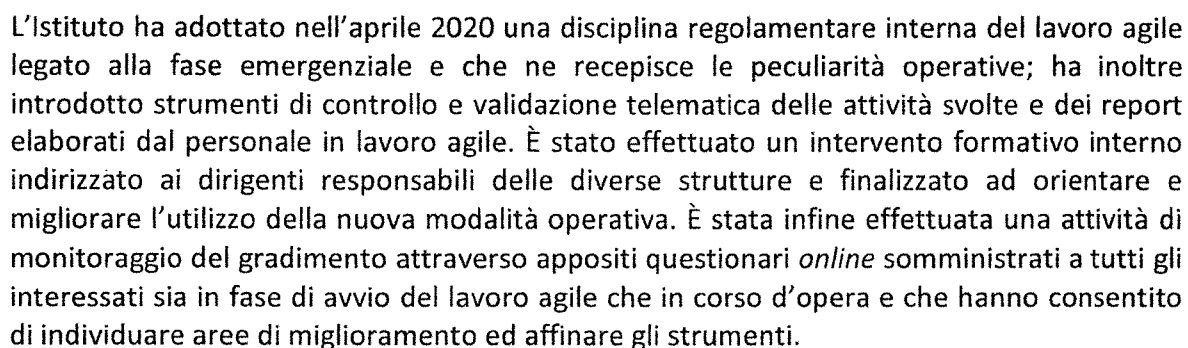 L'Istituto ha adottato nell'aprile 2020 una disciplina regolamentare interna del lavoro agile
legato alla fase emergenziale e che ne recepisce le peculiarità operative; ha inoltre
introdotto strumenti di controllo e validazione telematica delle attività svolte e dei report
elaborati dal personale in lavoro agile. È stato effettuato un intervento formativo interno
indirizzato ai dirigenti responsabili delle diverse strutture e finalizzato ad orientare e
migliorare l'utilizzo della nuova modalità operativa. È stata infine effettuata una attività di
monitoraggio del gradimento attraverso appositi questionari online somministrati a tutti gli
interessati sia in fase di avvio del lavoro agile che in corso d'opera e che hanno consentito
di individuare aree di miglioramento ed affinare gli strumenti.